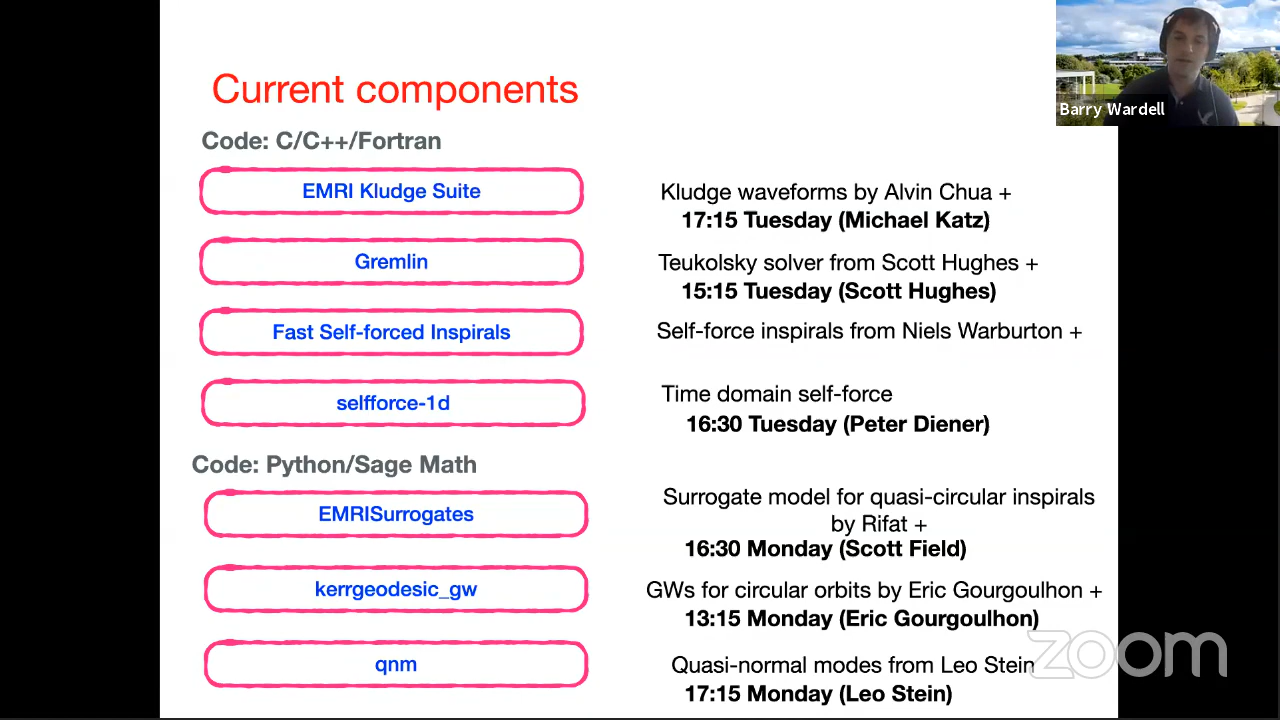 Current components
Barry Wardell
Code: C/C++/Fortran
EMRI Kludge Suite
Kludge waveforms by Alvin Chua +
17:15 Tuesday (Michael Katz)
Gremlin
Teukolsky solver from Scott Hughes +
15:15 Tuesday (Scott Hughes)
Fast Self-forced Inspirals
Self-force inspirals from Niels Warburton +
selfforce-1d
Time domain self-force
16:30 Tuesday (Peter Diener)
Code: Python/Sage Math
EMRISurrogates
Surrogate model for quasi-circular inspirals
by Rifat +
16:30 Monday (Scott Field)
kerrgeodesic_gw
GWs for circular orbits by Eric Gourgoulhon +
13:15 Monday (Eric Gourgoulhon)
qnm
Quasi-normal modes from Leo Stein
17:15 Monday (Leo Stein)
zoom